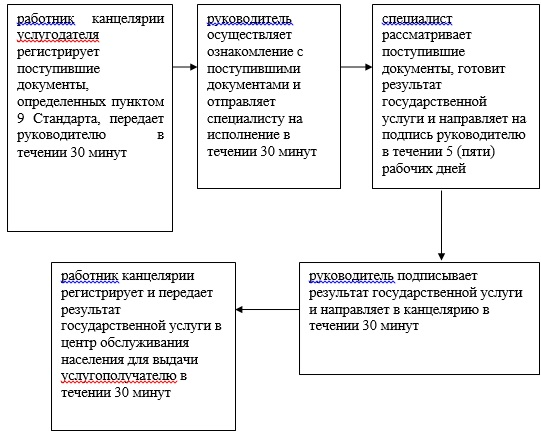 работник канцелярии
услугодателя
регистрирует
поступившие
документы,
определенных пунктом
9 Стандарта, передает
руководителю в
течении 30 минут
руководитель
осуществляет
ознакомление с
поступившими
документами и
отправляет
специалисту на
исполнение в
течении 30 минут
специалист
рассматривает
поступившие
документы, готовит
результат
государственной
услуги и направляет на
подпись руководителю
в течении 5 (пяти)
рабочих дней
руководитель подписывает
результат государственной услуги
и направляет в канцелярию в
течении 30 минут
работник канцелярии
регистрирует и передает
результат
государственной услуги в
центр обслуживания
населения для выдачи
услугополучателю в
течении 30 минут